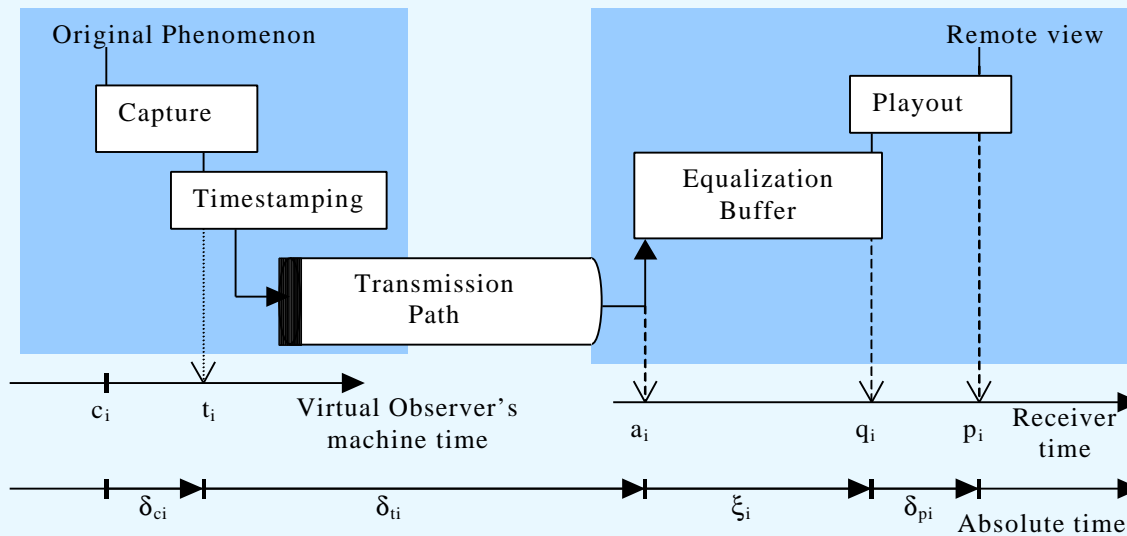 Original Phenomenon
Remote view
Capture
Playout
Timestamping
Equalization
Buffer
Transmission
Path
cᵢ
tᵢ
Virtual Observer’s
machine time
aᵢ
qᵢ
pᵢ
Receiver
time
δci
δti
ξi
δpi
Absolute time